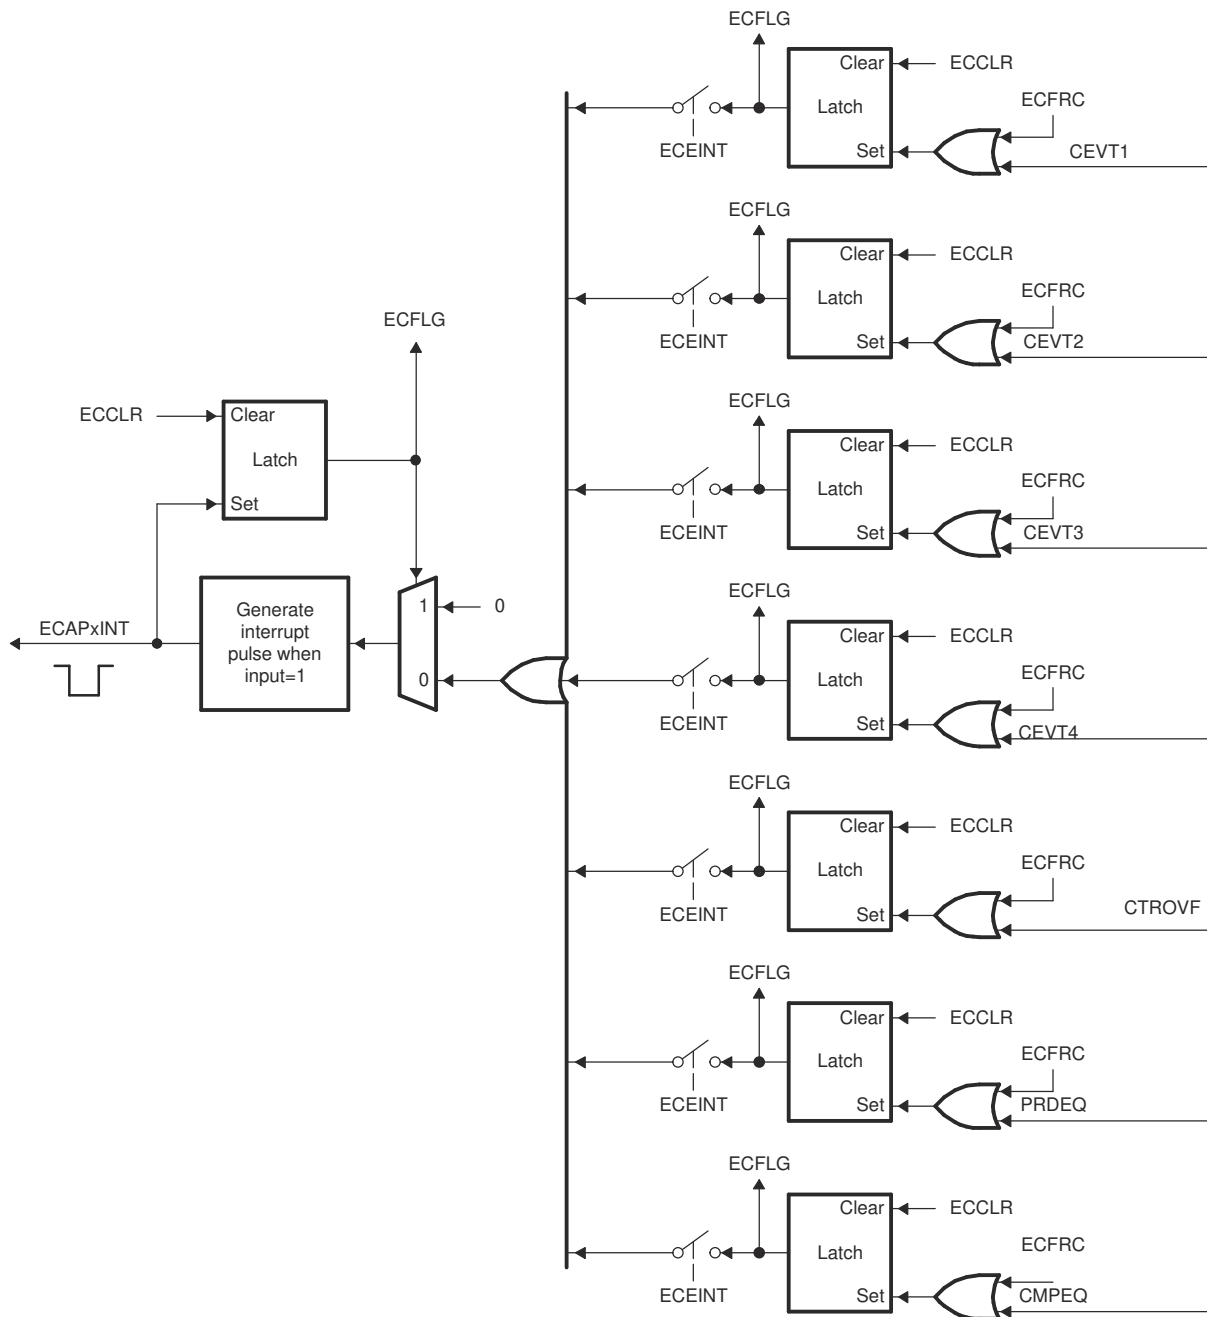 ECFLG
Clear
ECCLR
ECFRC
Latch
CEVT1
Set
ECEINT
ECFLG
Clear
ECCLR
ECFRC
Latch
CEVT2
Set
ECEINT
ECFLG
ECFLG
Clear
ECCLR
ECFRC
Latch
CEVT3
Set
ECEINT
ECCLR
Clear
Latch
Set
ECFLG
Clear
ECCLR
ECFRC
Latch
CEVT4
Set
ECEINT
ECAPxINT
Generate
interrupt
pulse when
input=1
1
0
0
ECFLG
Clear
ECCLR
ECFRC
Latch
CTROVF
Set
ECEINT
ECFLG
Clear
ECCLR
ECFRC
Latch
PRDEQ
Set
ECEINT
ECFLG
Clear
ECCLR
ECFRC
Latch
CMPEQ
Set
ECEINT